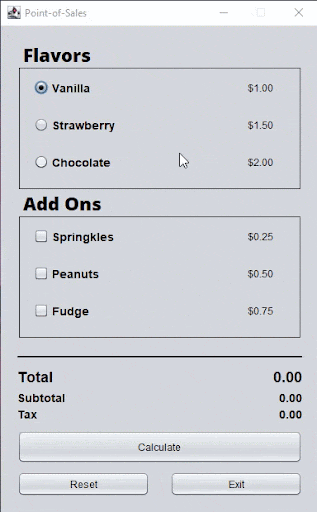 Point-of-Sales
Flavors
Vanilla $1.00
Strawberry $1.50
Chocolate $2.00
Add Ons
Springkles $0.25
Peanuts $0.50
Fudge $0.75
Total 0.00
Subtotal 0.00
Tax 0.00
Calculate
Reset Exit